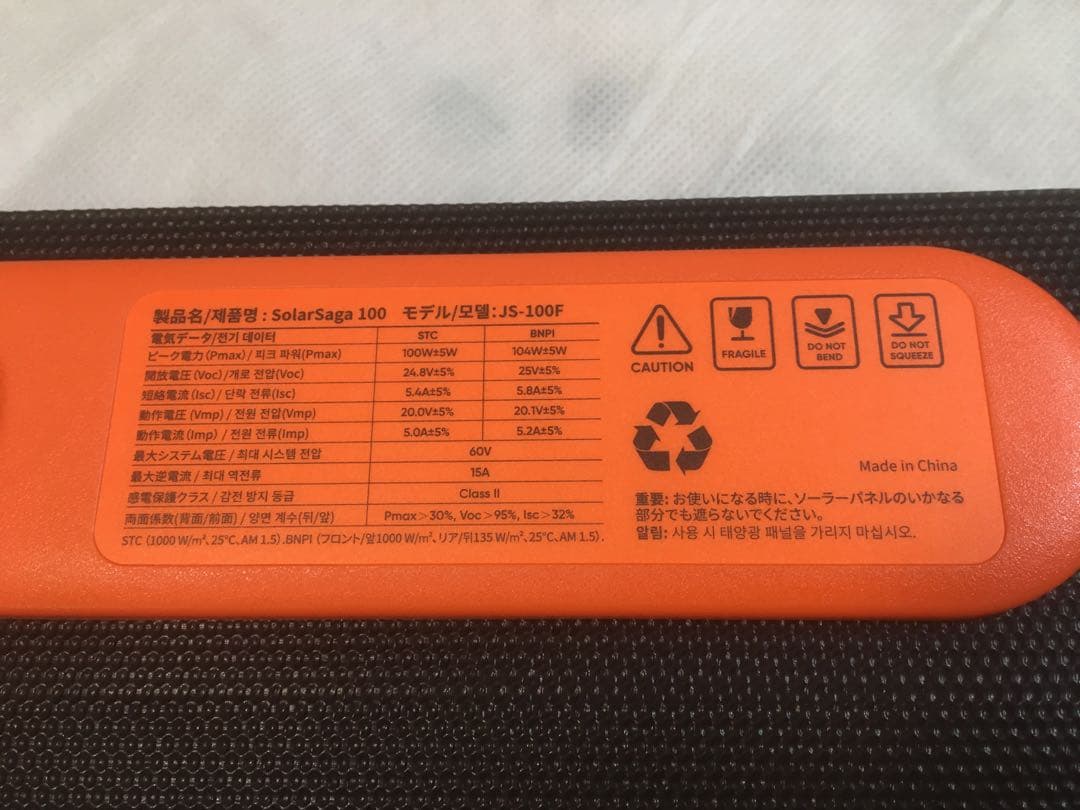 製品名/제품명 : SolarSaga 100 モデル/모델: JS-100F
電気データ/전기 데이터 STC BNPI
ピーク電力(Pmax)/피크 파워(Pmax) 100W±5W 104W±5W
開放電圧(Voc)/개로 전압(Voc) 24.8V±5% 25V±5%
短絡電流(Isc)/단락 전류(Isc) 5.4A±5% 5.8A±5%
動作電圧(Vmp)/전원 전압(Vmp) 20.0V±5% 20.1V±5%
動作電流(Imp)/전원 전류(Imp) 5.0A±5% 5.2A±5%
最大システム電圧/최대 시스템 전압 60V
最大逆電流/최대 역전류 15A
感電保護クラス/감전 방지 등급 Class II
両面係数(背面/前面)/양면 계수(뒤/앞) Pmax>30%, Voc>95%, Isc>32%
STC (1000 W/m², 25°C, AM 1.5). BNPI (フロント/앞1000 W/m², リア/뒤135 W/m², 25°C, AM 1.5).
CAUTION
FRAGILE
DO NOT
BEND
DO NOT
SQUEEZE
Made in China
重要: お使いになる時に、ソーラーパネルのいかなる
部分でも遮らないでください。
알림: 사용 시 태양광 패널을 가리지 마십시오.